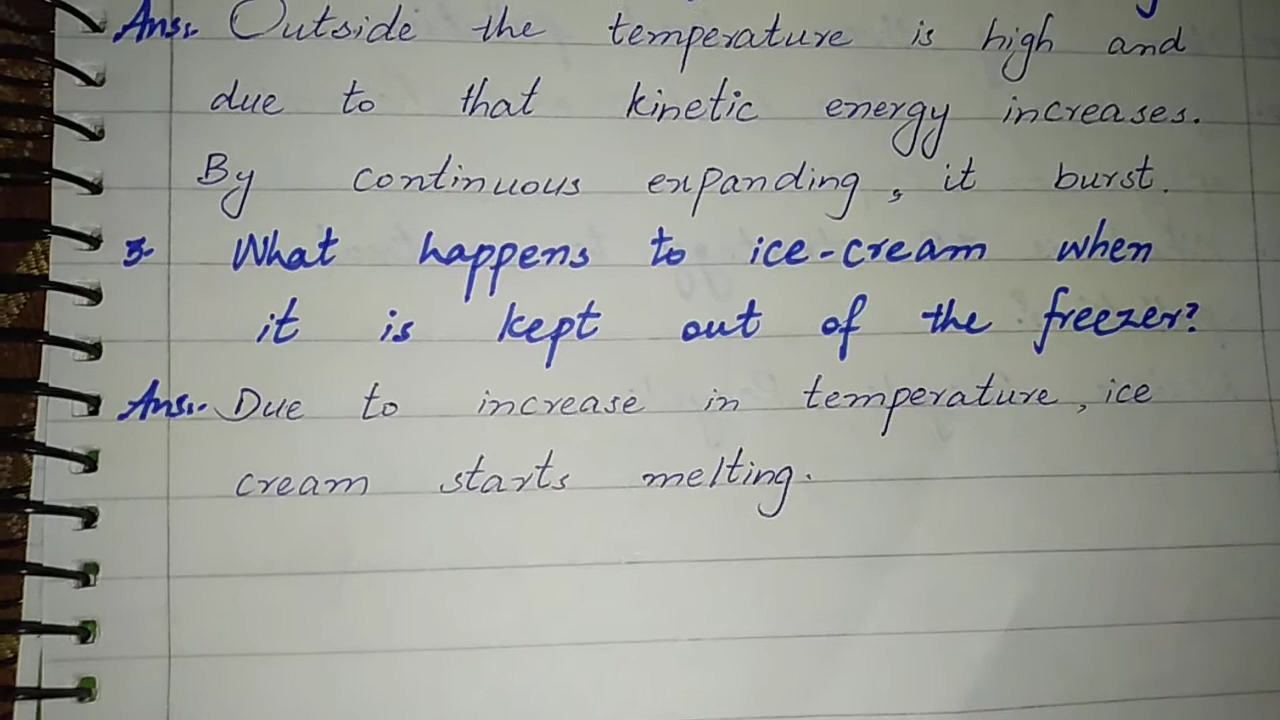 Ans:- Outside the temperature is high and
due to that kinetic energy increases.
By continuous expanding, it burst.
3. What happens to ice-cream when
it is kept out of the freezer?
Ans:- Due to increase in temperature, ice
cream starts melting.